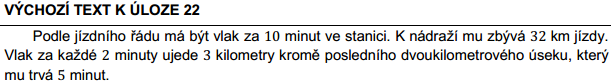 VÝCHOZÍ TEXT K ÚLOZE 22
Podle jízdního řádu má být vlak za 10 minut ve stanici. K nádraží mu zbývá 32 km jízdy.
Vlak za každé 2 minuty ujede 3 kilometry kromě posledního dvoukilometrového úseku, který
mu trvá 5 minut.